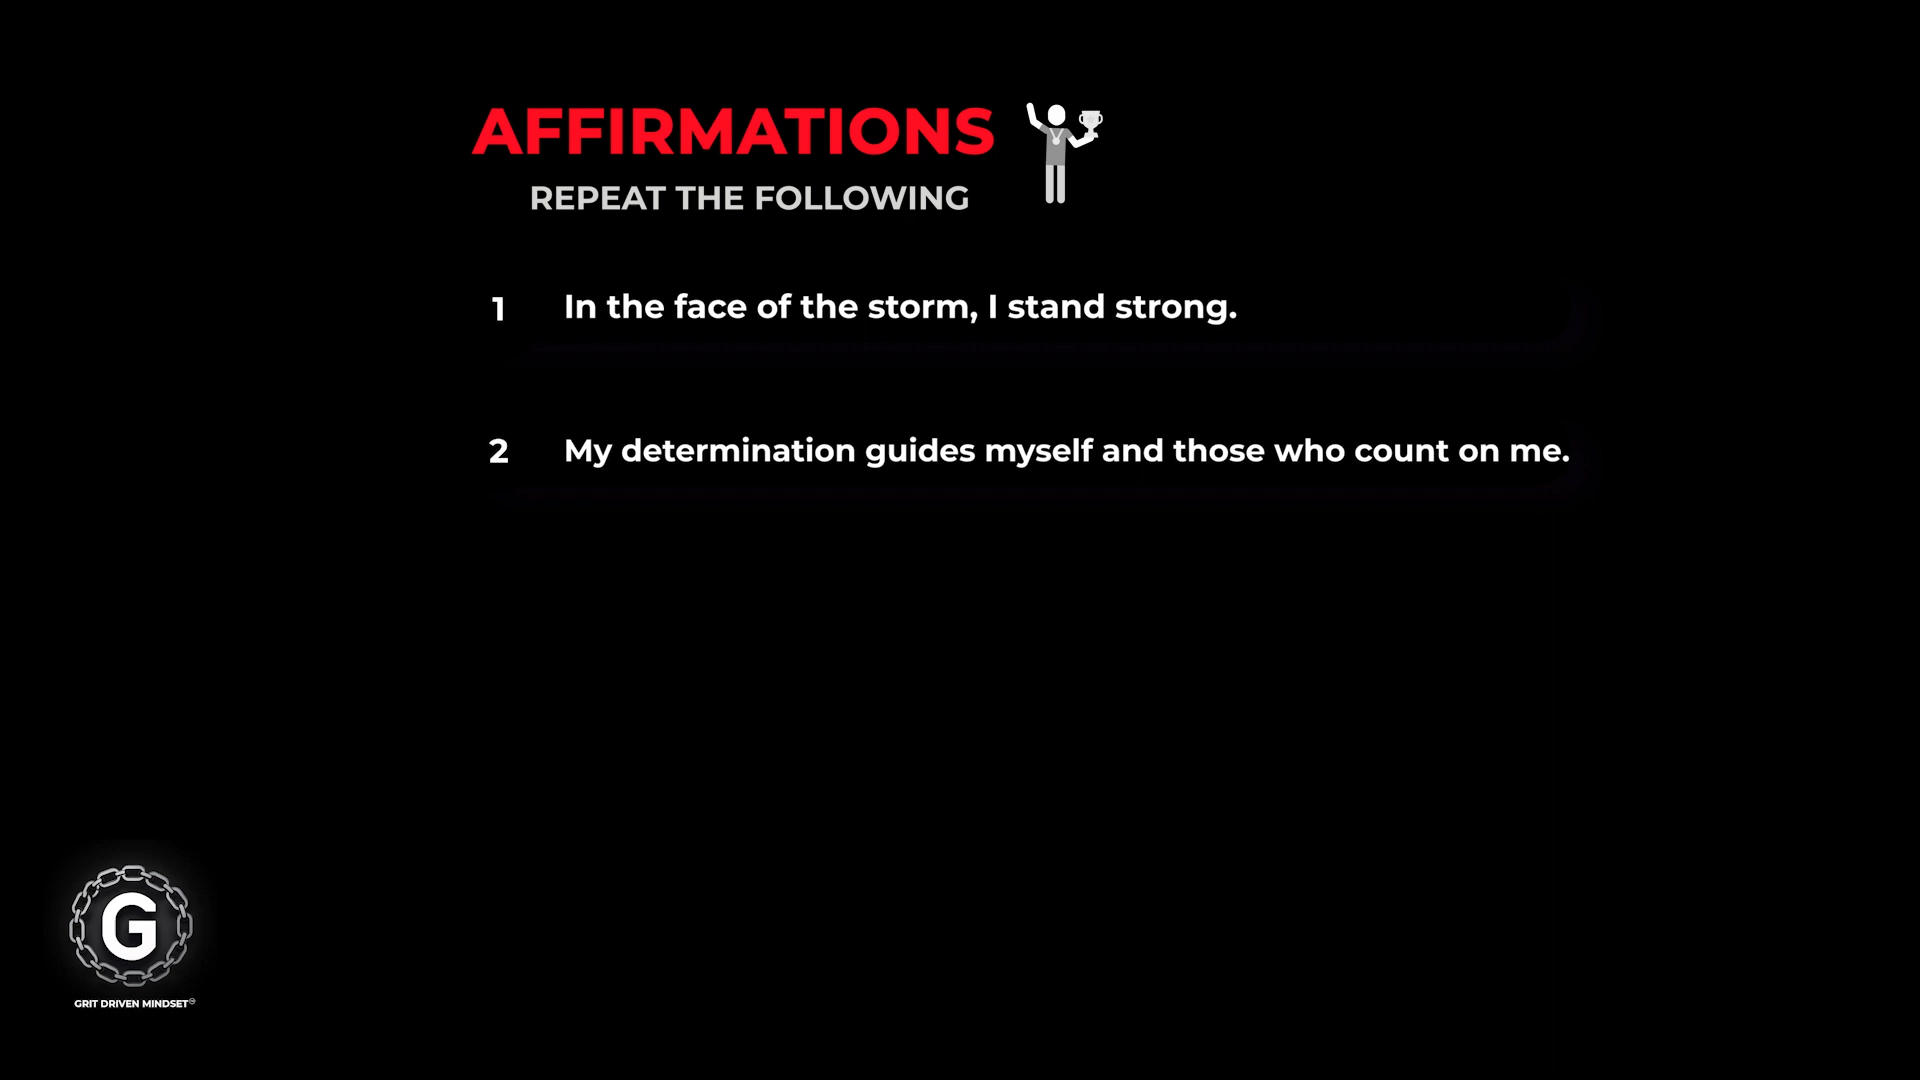 AFFIRMATIONS
REPEAT THE FOLLOWING
1 In the face of the storm, I stand strong.
2 My determination guides myself and those who count on me.
G
GRIT DRIVEN MINDSET